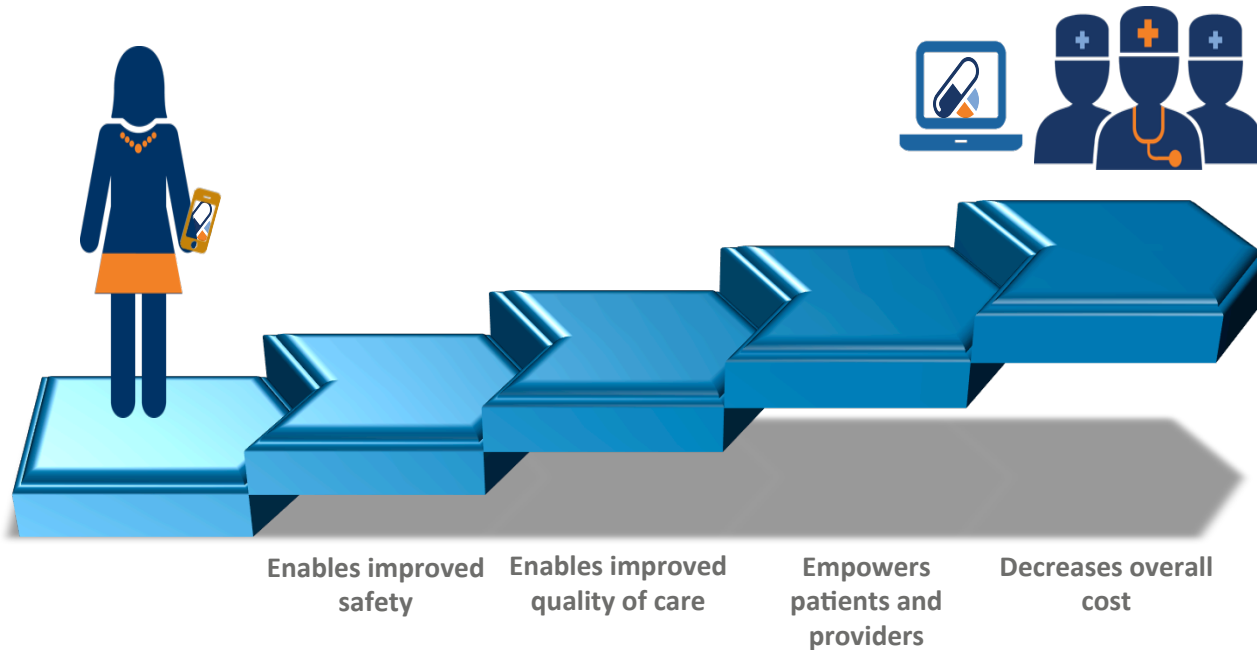 Enables improved
safety
Enables improved
quality of care
Empowers
patients and
providers
Decreases overall
cost